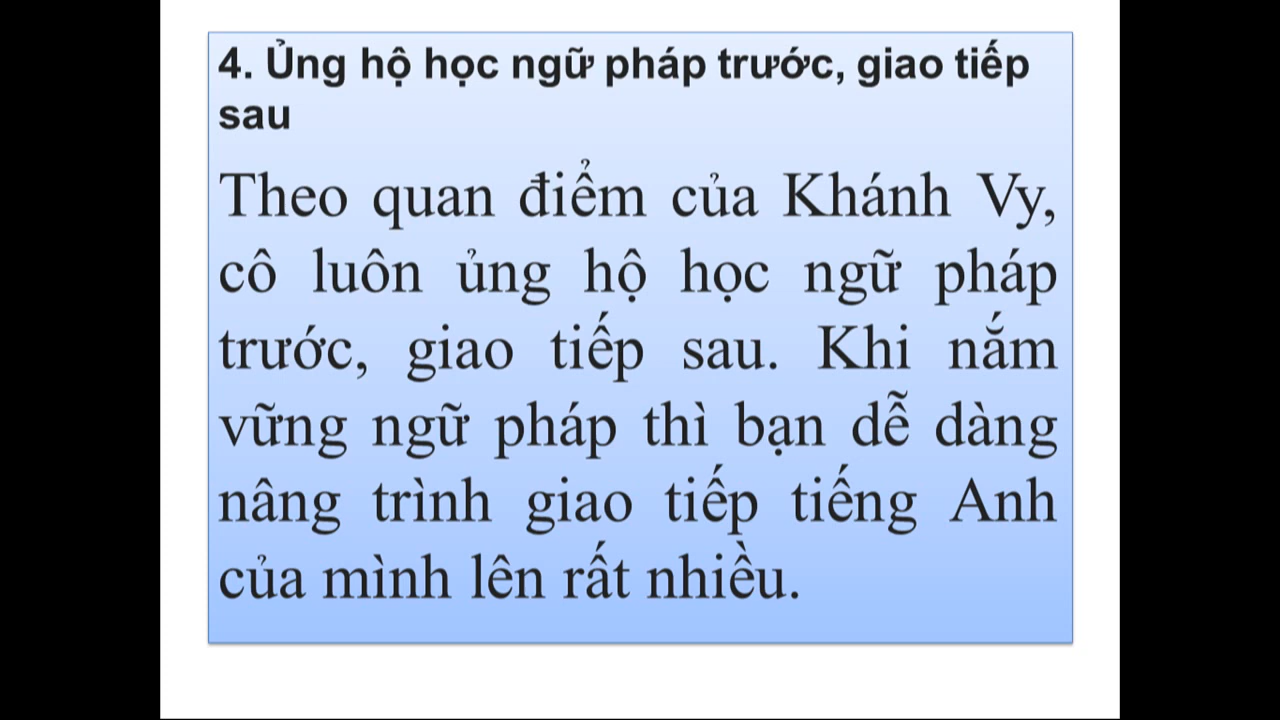 4. Ủng hộ học ngữ pháp trước, giao tiếp
sau
Theo quan điểm của Khánh Vy,
cô luôn ủng hộ học ngữ pháp
trước, giao tiếp sau. Khi nắm
vững ngữ pháp thì bạn dễ dàng
nâng trình giao tiếp tiếng Anh
của mình lên rất nhiều.